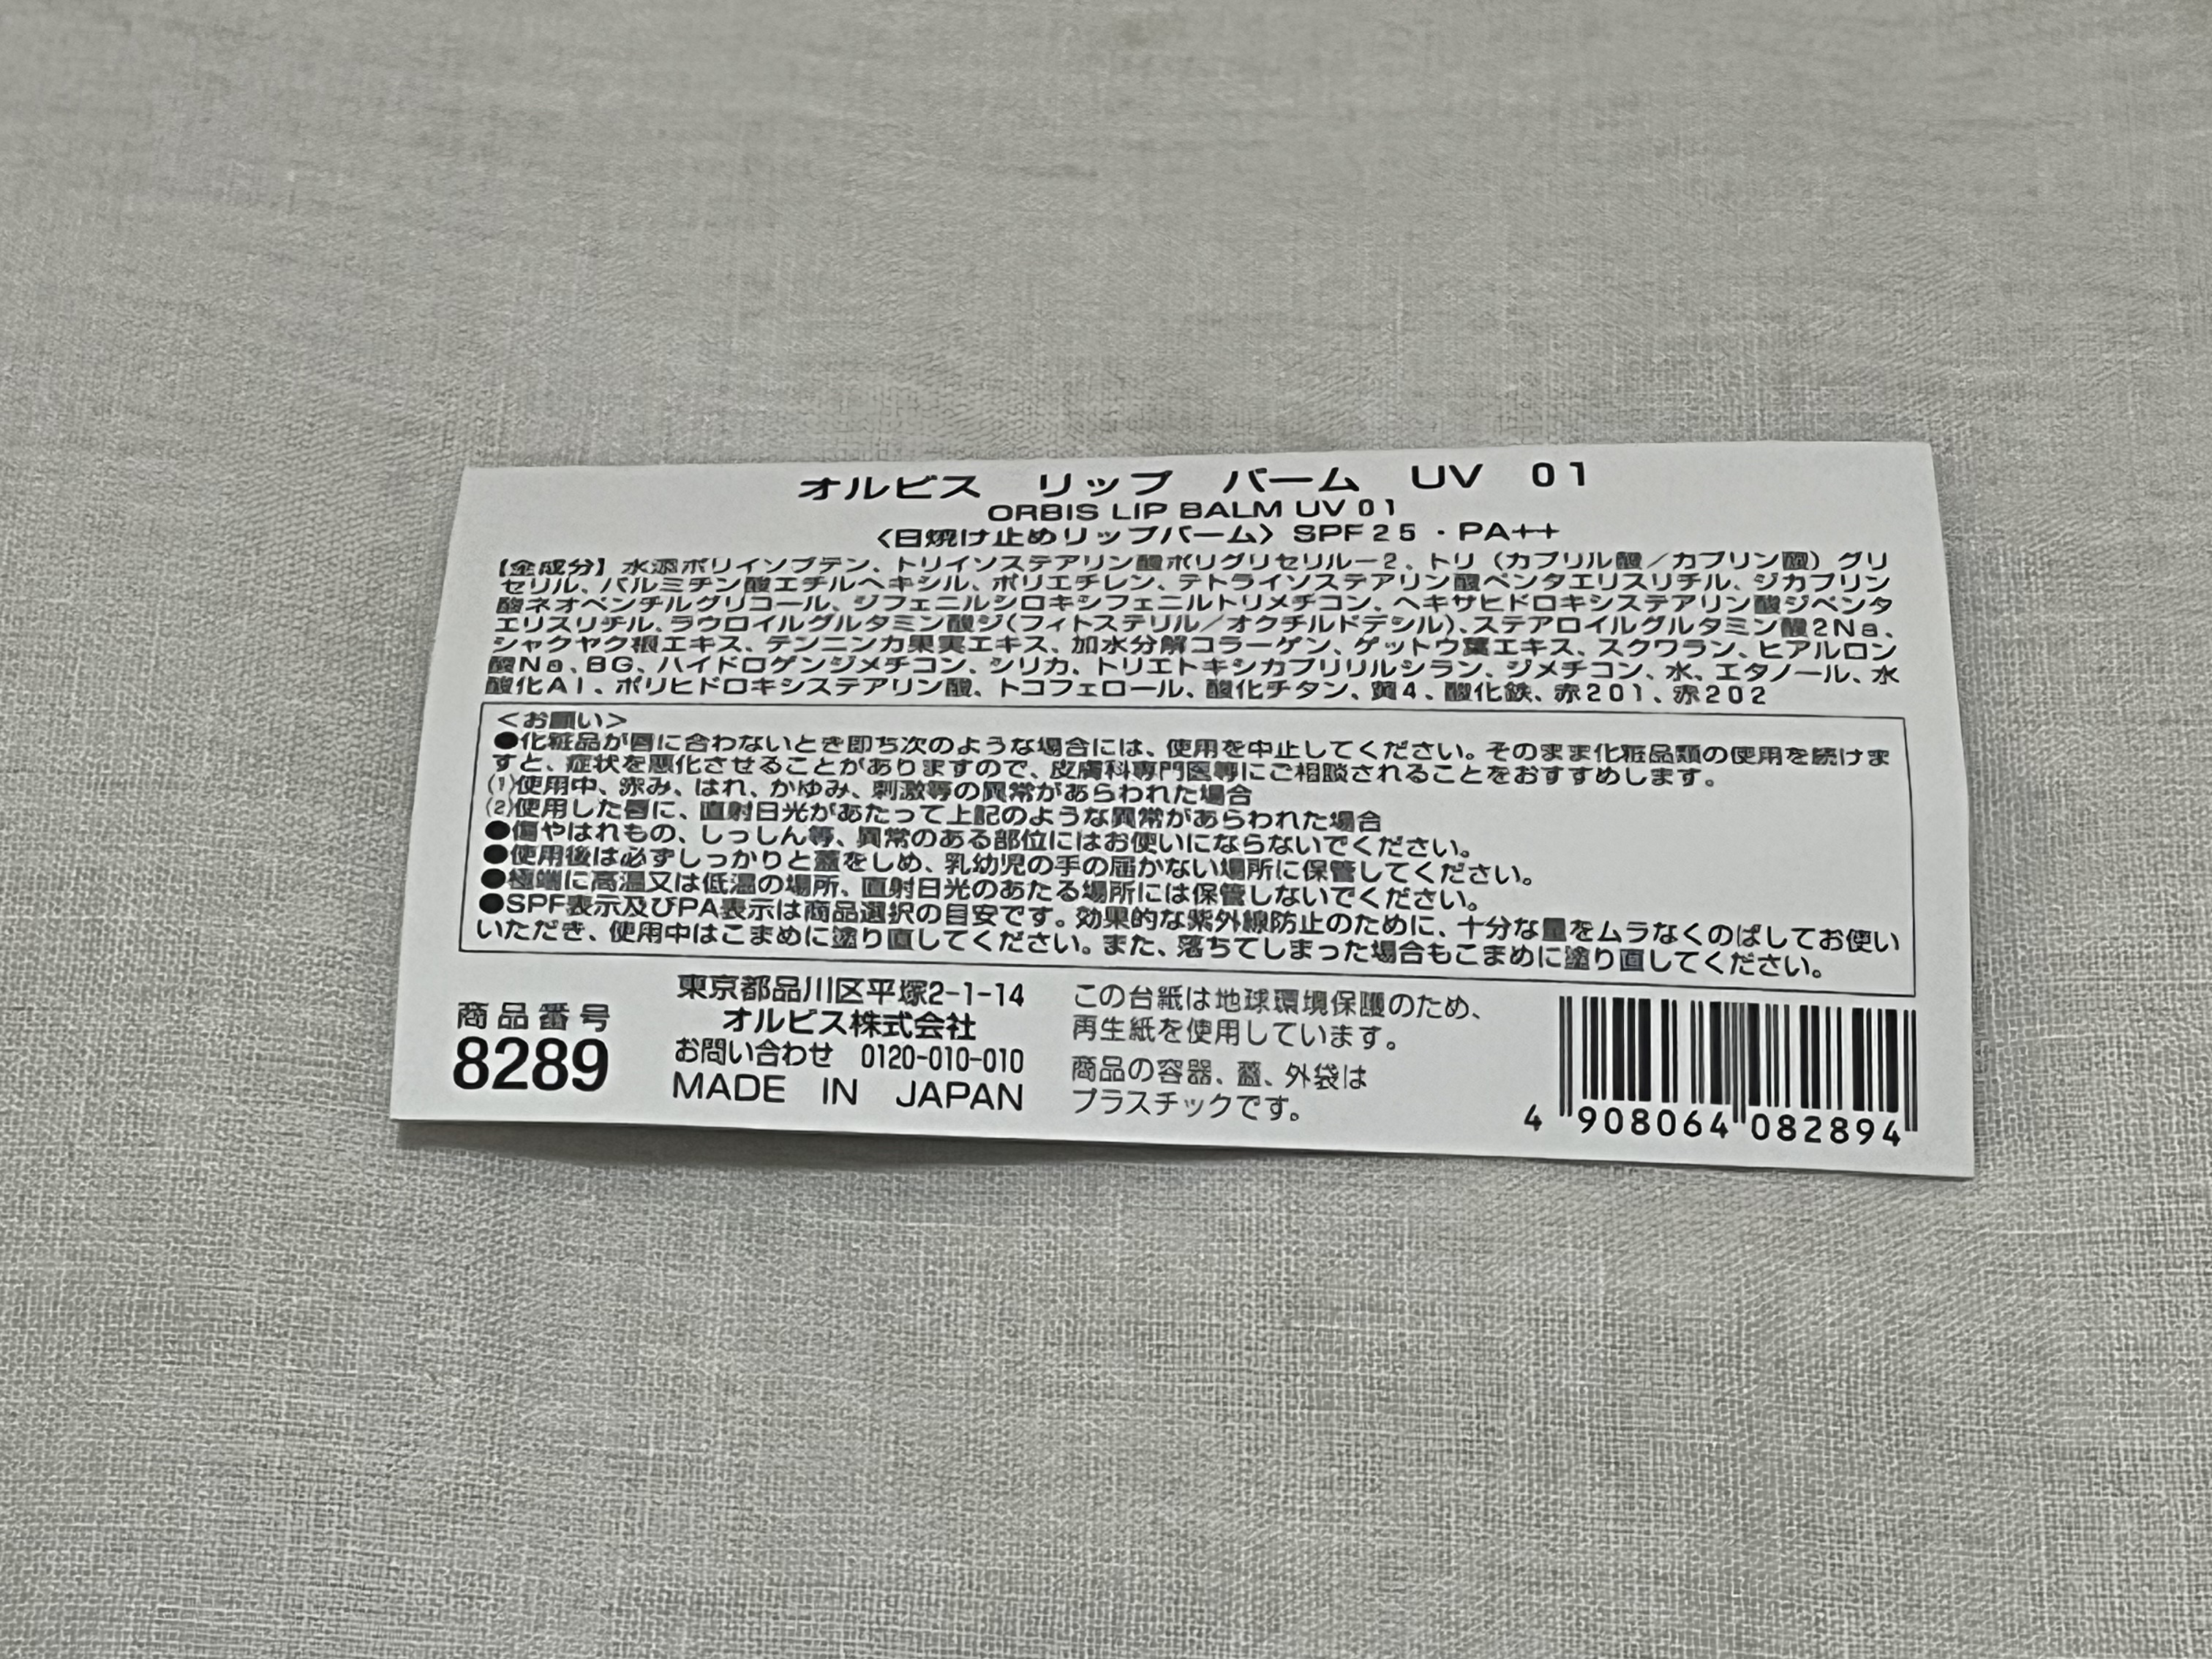 オルビス リップ バーム UV 01
ORBIS LIP BALM UV 01
〈日焼け止めリップバーム〉SPF25・PA++
【全成分】水添ポリイソブテン、トリイソステアリン酸ポリグリセリル−2、トリ（カプリル酸／カプリン酸）グリ
セリル、パルミチン酸エチルヘキシル、ポリエチレン、テトライソステアリン酸ペンタエリスリチル、ジカプリン
酸ネオペンチルグリコール、ジフェニルシロキシフェニルトリメチコン、ヘキサヒドロキシステアリン酸ジペンタ
エリスリチル、ラウロイルグルタミン酸ジ(フィトステリル／オクチルドデシル)、ステアロイルグルタミン酸2Na、
シャクヤク根エキス、テンニンカ果実エキス、加水分解コラーゲン、ゲットウ葉エキス、スクワラン、ヒアルロン
酸Na、BG、ハイドロゲンジメチコン、シリカ、トリエトキシカプリリルシラン、ジメチコン、水、エタノール、水
酸化Al、ポリヒドロキシステアリン酸、トコフェロール、酸化チタン、黄4、酸化鉄、赤201、赤202
＜お願い＞
●化粧品が唇に合わないとき即ち次のような場合には、使用を中止してください。そのまま化粧品類の使用を続けま
すと、症状を悪化させることがありますので、皮膚科専門医等にご相談されることをおすすめします。
(1)使用中、赤み、はれ、かゆみ、刺激等の異常があらわれた場合
(2)使用した唇に、直射日光があたって上記のような異常があらわれた場合
●傷やはれもの、しっしん等、異常のある部位にはお使いにならないでください。
●使用後は必ずしっかりと蓋をしめ、乳幼児の手の届かない場所に保管してください。
●極端に高温又は低温の場所、直射日光のあたる場所には保管しないでください。
●SPF表示及びPA表示は商品選択の目安です。効果的な紫外線防止のために、十分な量をムラなくのばしてお使い
いただき、使用中はこまめに塗り直してください。また、落ちてしまった場合もこまめに塗り直してください。
商品番号
8289
東京都品川区平塚2-1-14
オルビス株式会社
お問い合わせ 0120-010-010
MADE IN JAPAN
この台紙は地球環境保護のため、
再生紙を使用しています。
商品の容器、蓋、外袋は
プラスチックです。
4 908064 082894